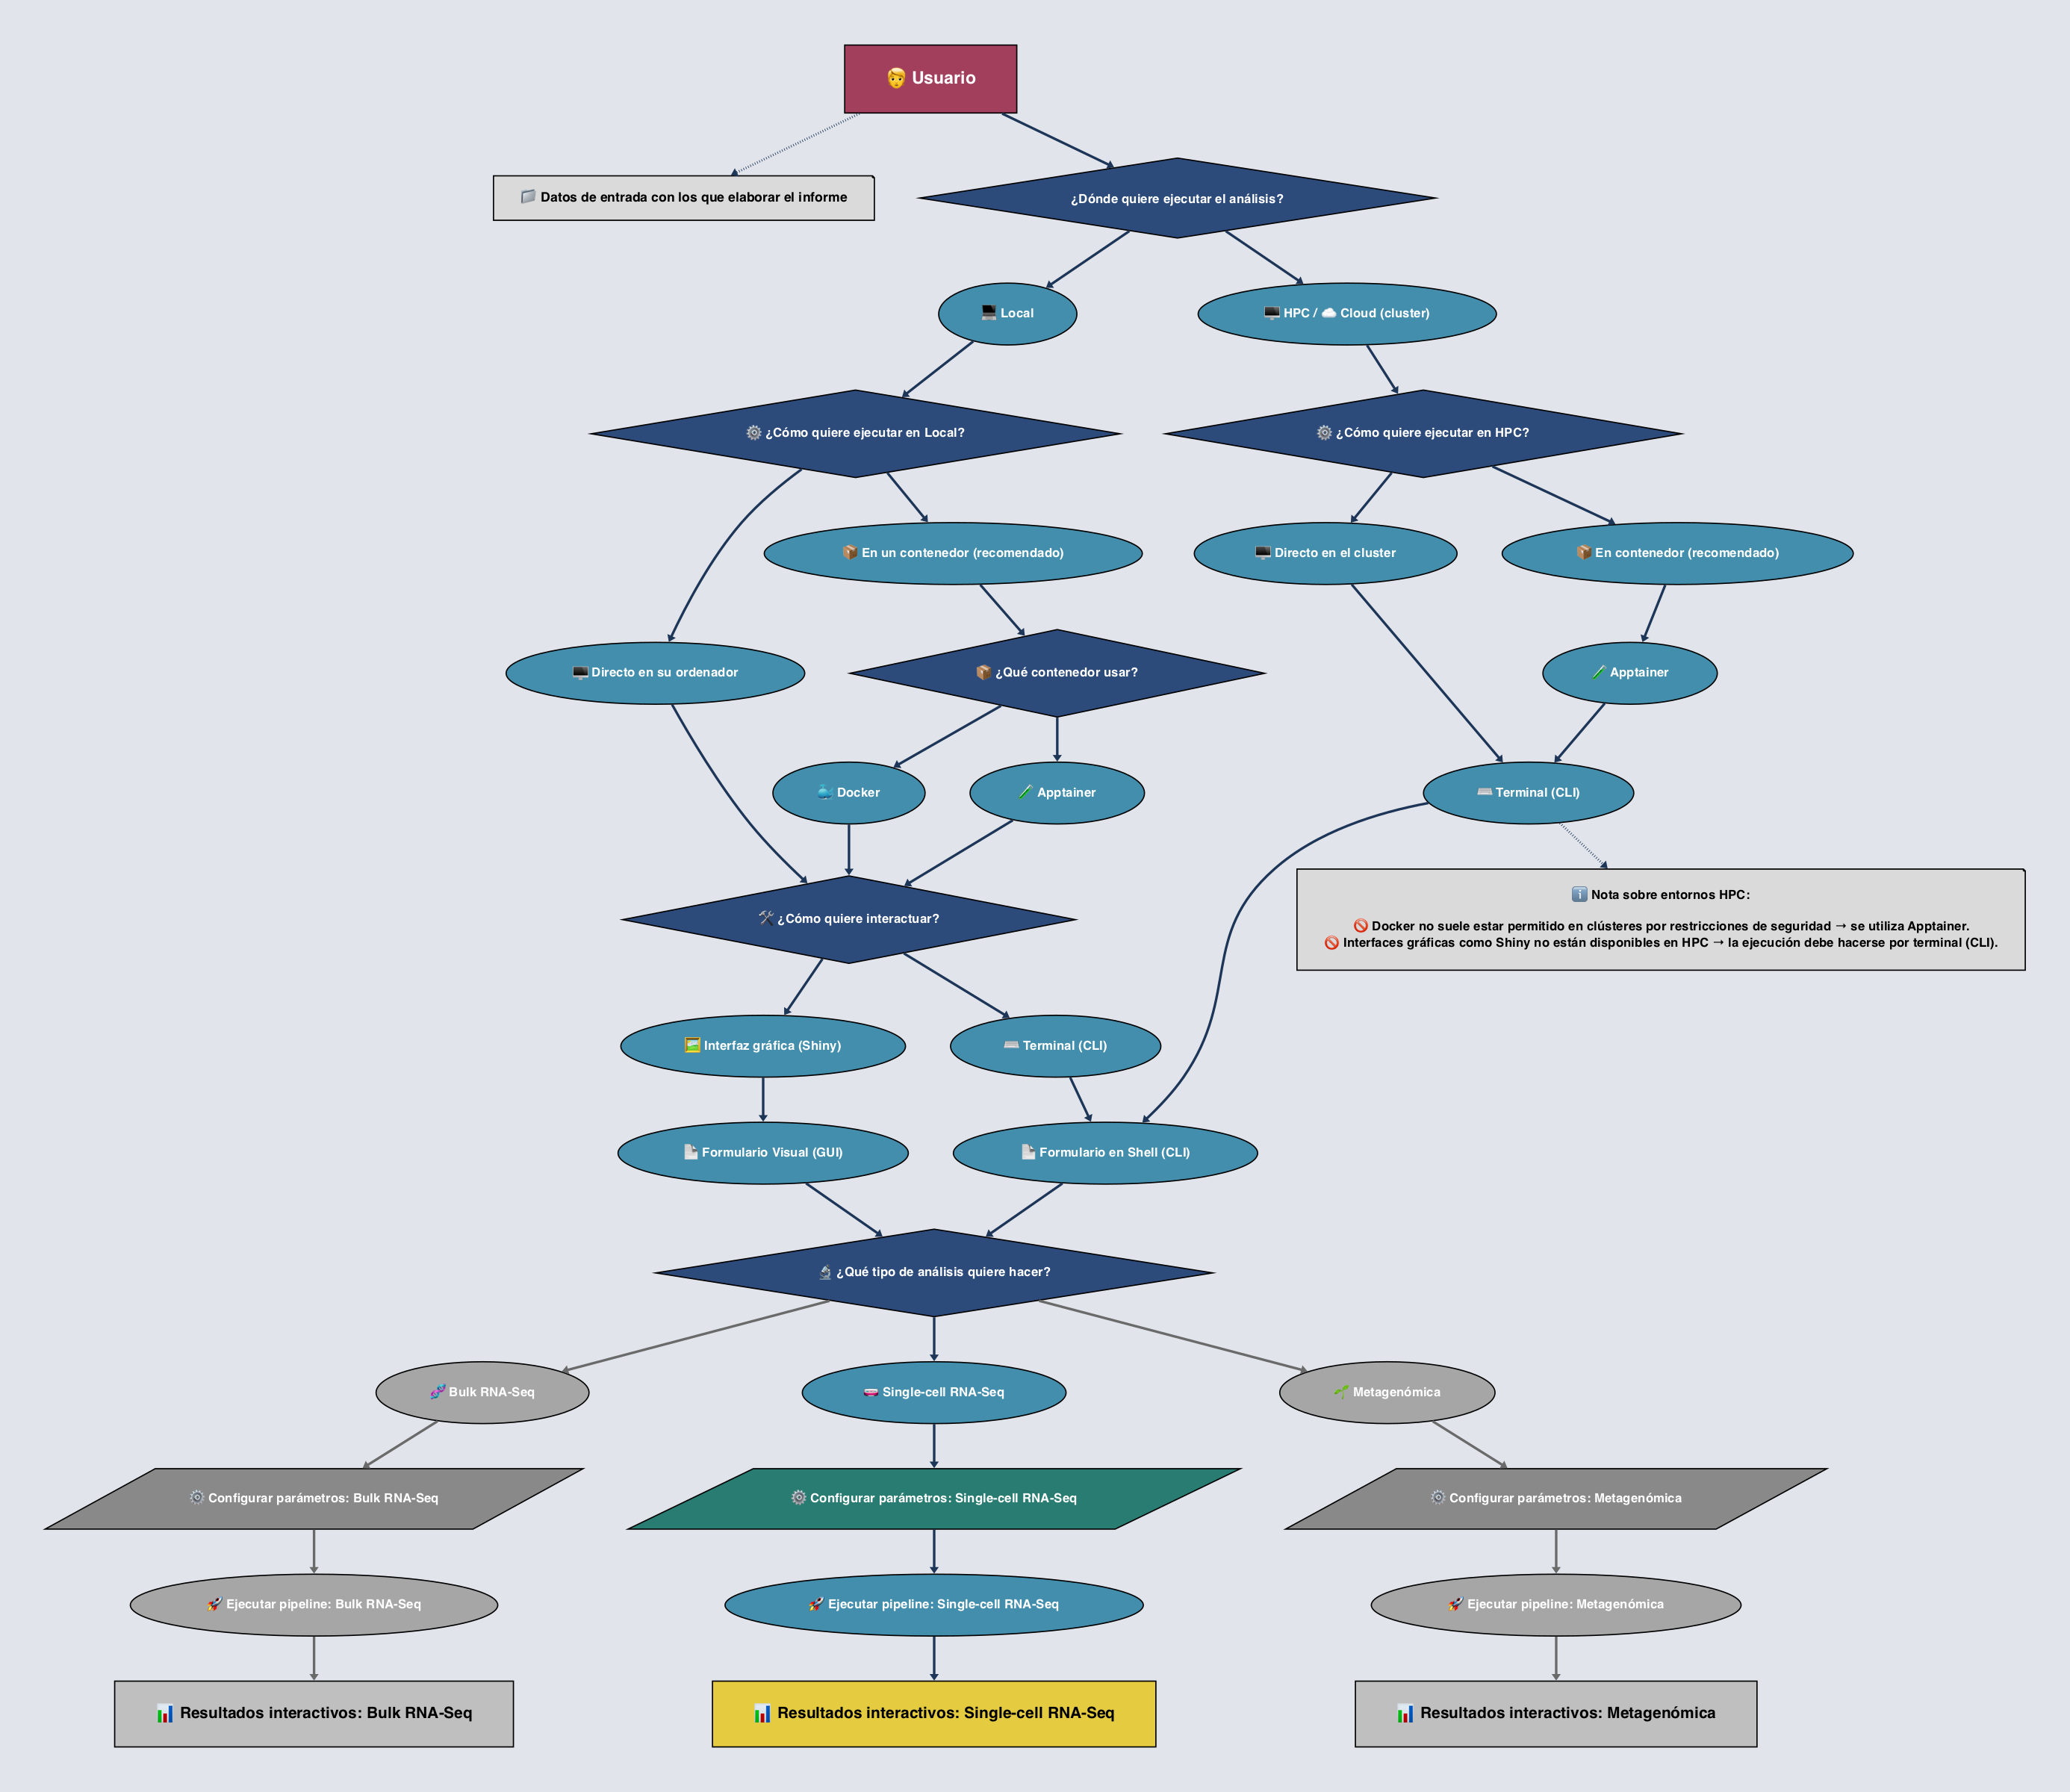 Usuario
Datos de entrada con los que elaborar el informe
¿Dónde quiere ejecutar el análisis?
Local
HPC / ☁️ Cloud (cluster)
¿Cómo quiere ejecutar en Local?
¿Cómo quiere ejecutar en HPC?
En un contenedor (recomendado)
Directo en el cluster
En contenedor (recomendado)
Directo en su ordenador
¿Qué contenedor usar?
Apptainer
Docker
Apptainer
Terminal (CLI)
¿Cómo quiere interactuar?
Nota sobre entornos HPC:
Docker no suele estar permitido en clústeres por restricciones de seguridad → se utiliza Apptainer.
Interfaces gráficas como Shiny no están disponibles en HPC → la ejecución debe hacerse por terminal (CLI).
Interfaz gráfica (Shiny)
Terminal (CLI)
Formulario Visual (GUI)
Formulario en Shell (CLI)
¿Qué tipo de análisis quiere hacer?
Bulk RNA-Seq
Single-cell RNA-Seq
Metagenómica
Configurar parámetros: Bulk RNA-Seq
Configurar parámetros: Single-cell RNA-Seq
Configurar parámetros: Metagenómica
Ejecutar pipeline: Bulk RNA-Seq
Ejecutar pipeline: Single-cell RNA-Seq
Ejecutar pipeline: Metagenómica
Resultados interactivos: Bulk RNA-Seq
Resultados interactivos: Single-cell RNA-Seq
Resultados interactivos: Metagenómica